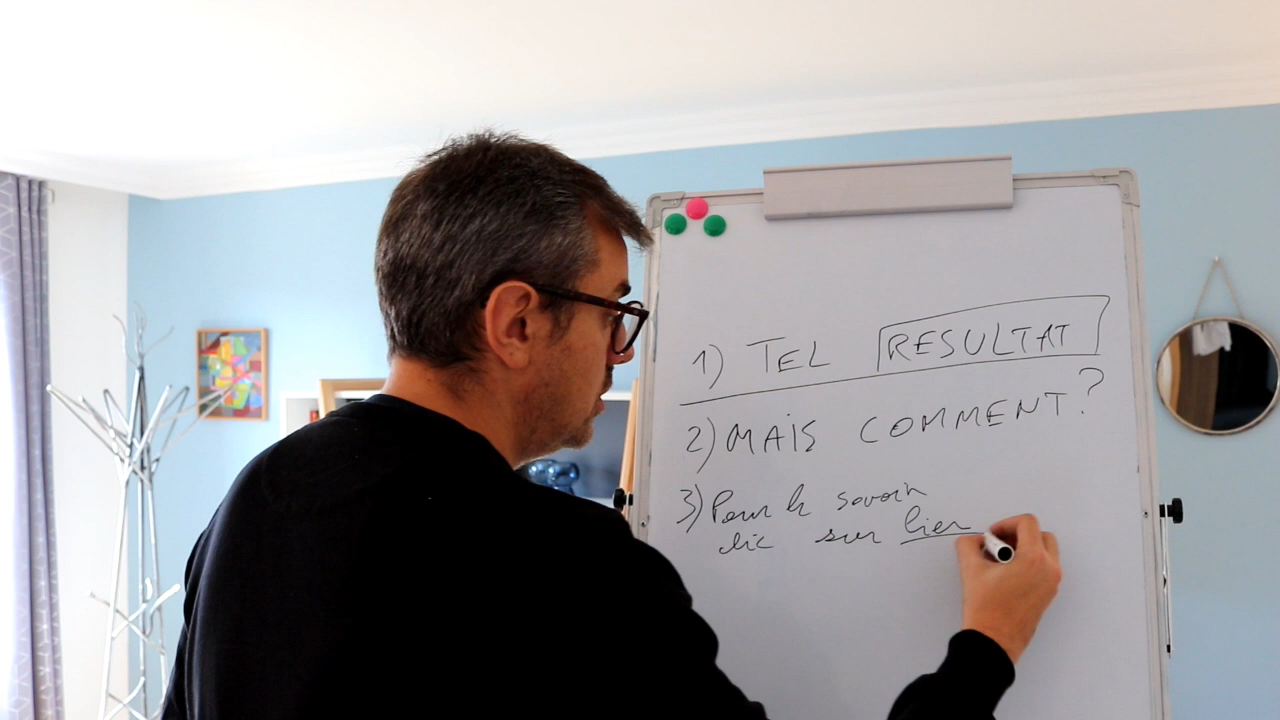 1) TEL RESULTAT
2) MAIS COMMENT?
3) Pour le savoir
clic sur lien